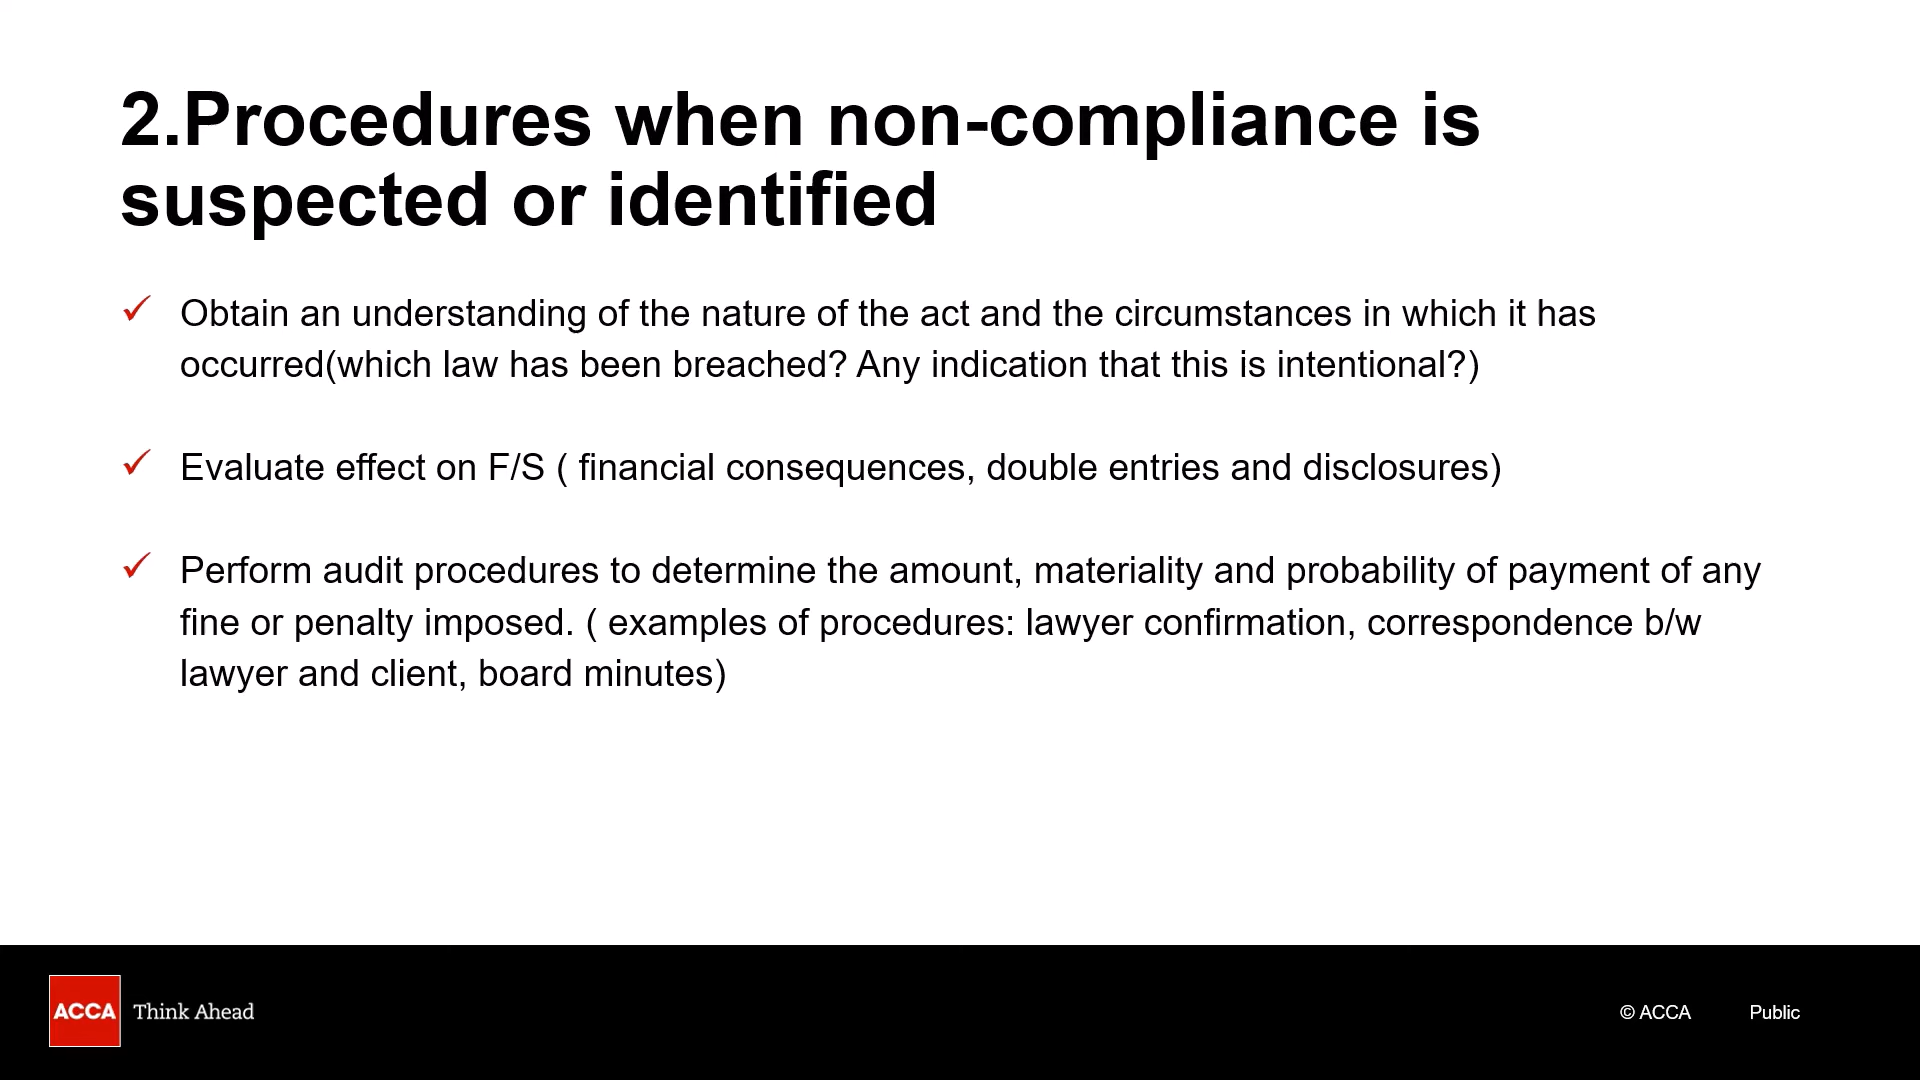 2.Procedures when non-compliance is
suspected or identified
Obtain an understanding of the nature of the act and the circumstances in which it has
occurred(which law has been breached? Any indication that this is intentional?)
Evaluate effect on F/S ( financial consequences, double entries and disclosures)
Perform audit procedures to determine the amount, materiality and probability of payment of any
fine or penalty imposed. ( examples of procedures: lawyer confirmation, correspondence b/w
lawyer and client, board minutes)
ACCA Think Ahead
© ACCA Public